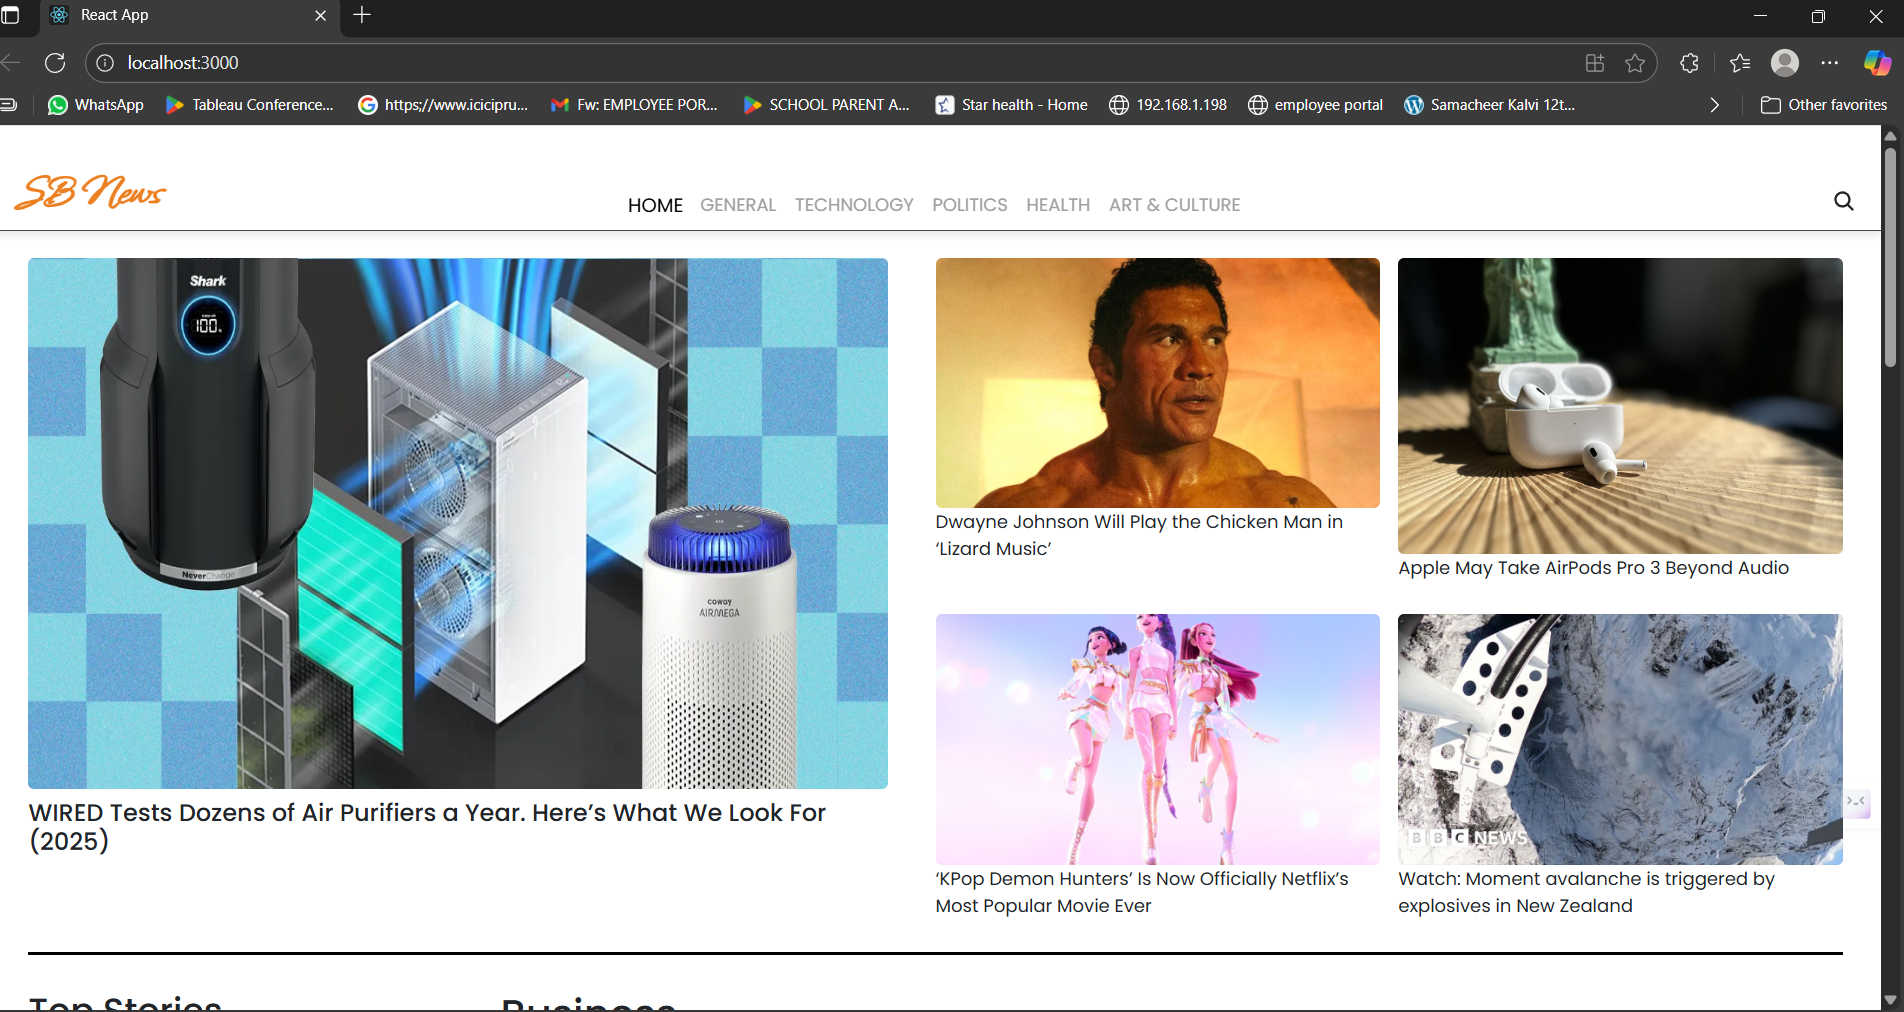 React App
localhost:3000
WhatsApp
Tableau Conference...
https://www.icicipru...
Fw: EMPLOYEE POR...
SCHOOL PARENT A...
Star health - Home
192.168.1.198
employee portal
Samacheer Kalvi 12t...
Other favorites
SB News
HOME
GENERAL
TECHNOLOGY
POLITICS
HEALTH
ART & CULTURE
Shark
100%
NeverChange
coway
AIRMEGA
WIRED Tests Dozens of Air Purifiers a Year. Here’s What We Look For
(2025)
Dwayne Johnson Will Play the Chicken Man in
‘Lizard Music’
Apple May Take AirPods Pro 3 Beyond Audio
‘KPop Demon Hunters’ Is Now Officially Netflix’s
Most Popular Movie Ever
BBC NEWS
Watch: Moment avalanche is triggered by
explosives in New Zealand
Top Stories
Business